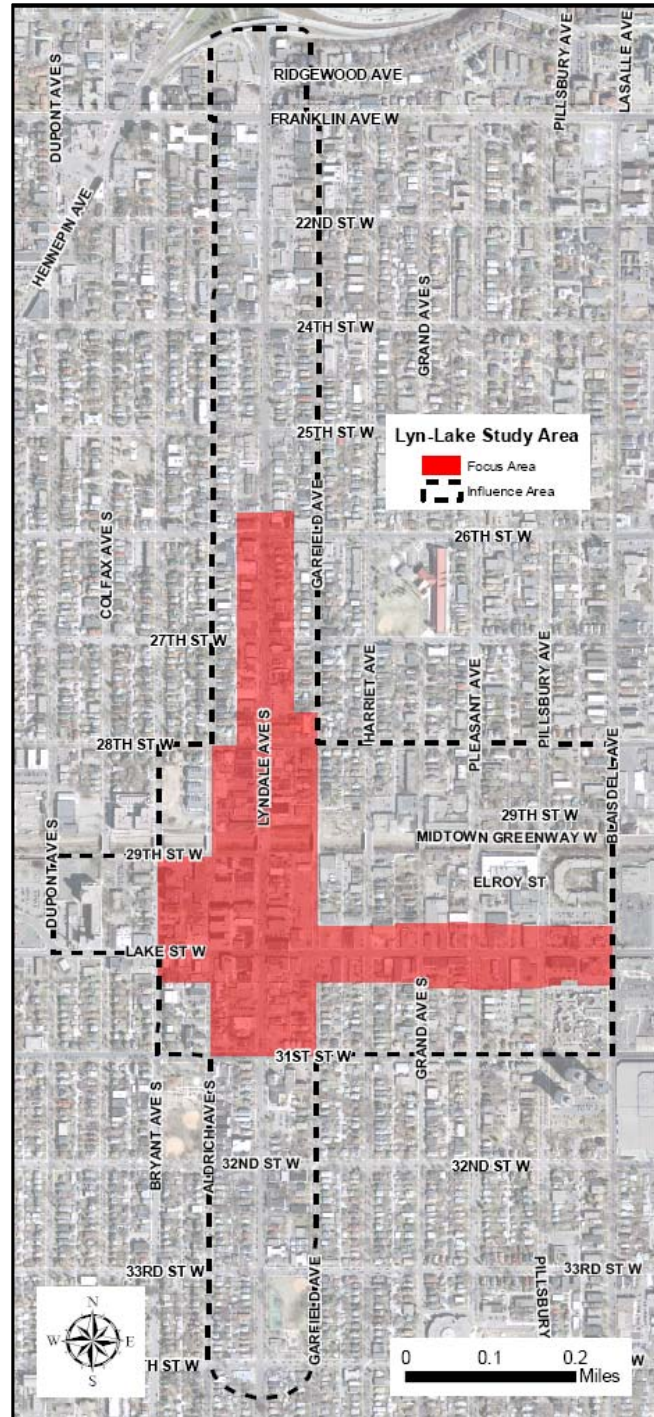 RIDGEWOOD AVE
DUPONT AVE S
PILLSBURY AVE
LASALLE AVE
FRANKLIN AVE W
HENNEPIN AVE
22ND ST W
GRAND AVE S
24TH ST W
25TH ST W
Lyn-Lake Study Area
Focus Area
Influence Area
GARFIELD AVE
COLFAX AVE S
26TH ST W
27TH ST W
HARRIET AVE
PLEASANT AVE
PILLSBURY AVE
LYNDALE AVE S
28TH ST W
BLAISDELL AVE
29TH ST W
MIDTOWN GREENWAY W
29TH ST W
DUPONT AVE S
ELROY ST
LAKE ST W
GRAND AVE S
31ST ST W
BRYANT AVE S
ALDRICH AVE S
32ND ST W
32ND ST W
33RD ST W
GARFIELD AVE
PILLSBURY
33RD ST W
N
W E
S
TH ST W
0 0.1 0.2
Miles
W